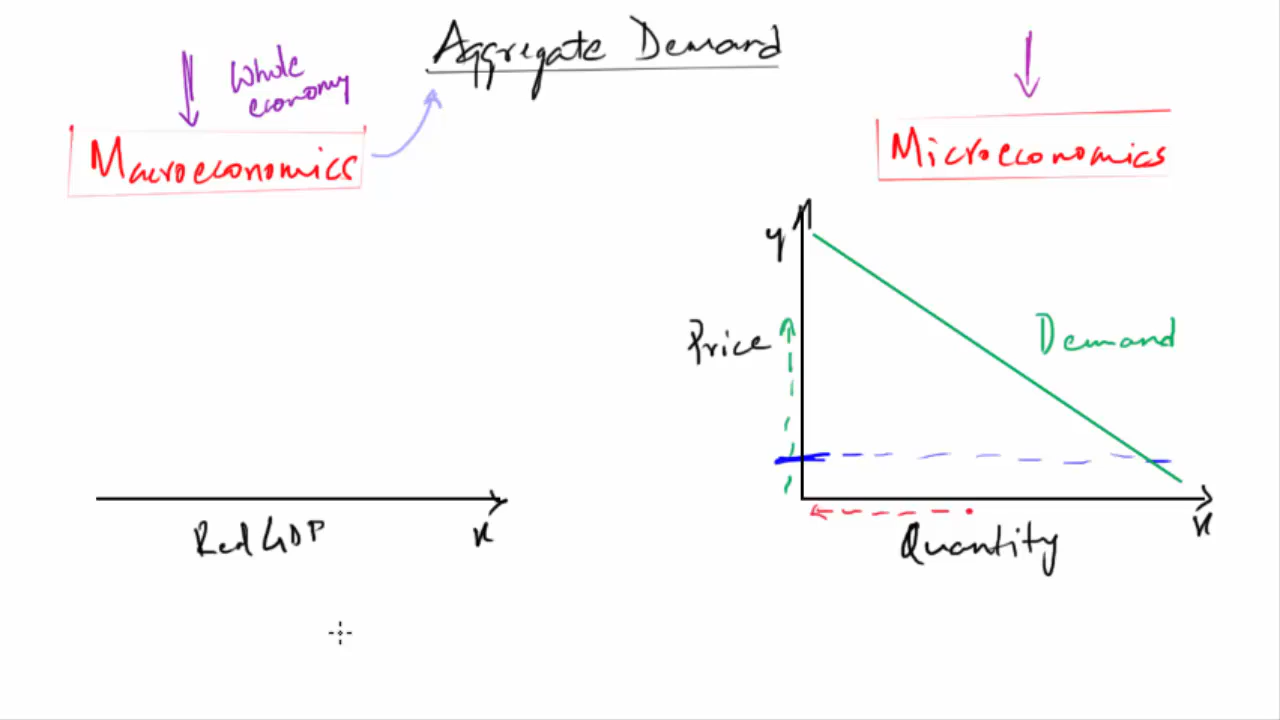 Aggregate Demand
Whole
economy
Macroeconomics
Microeconomics
y
Price
Demand
Real GDP
x
Quantity
x